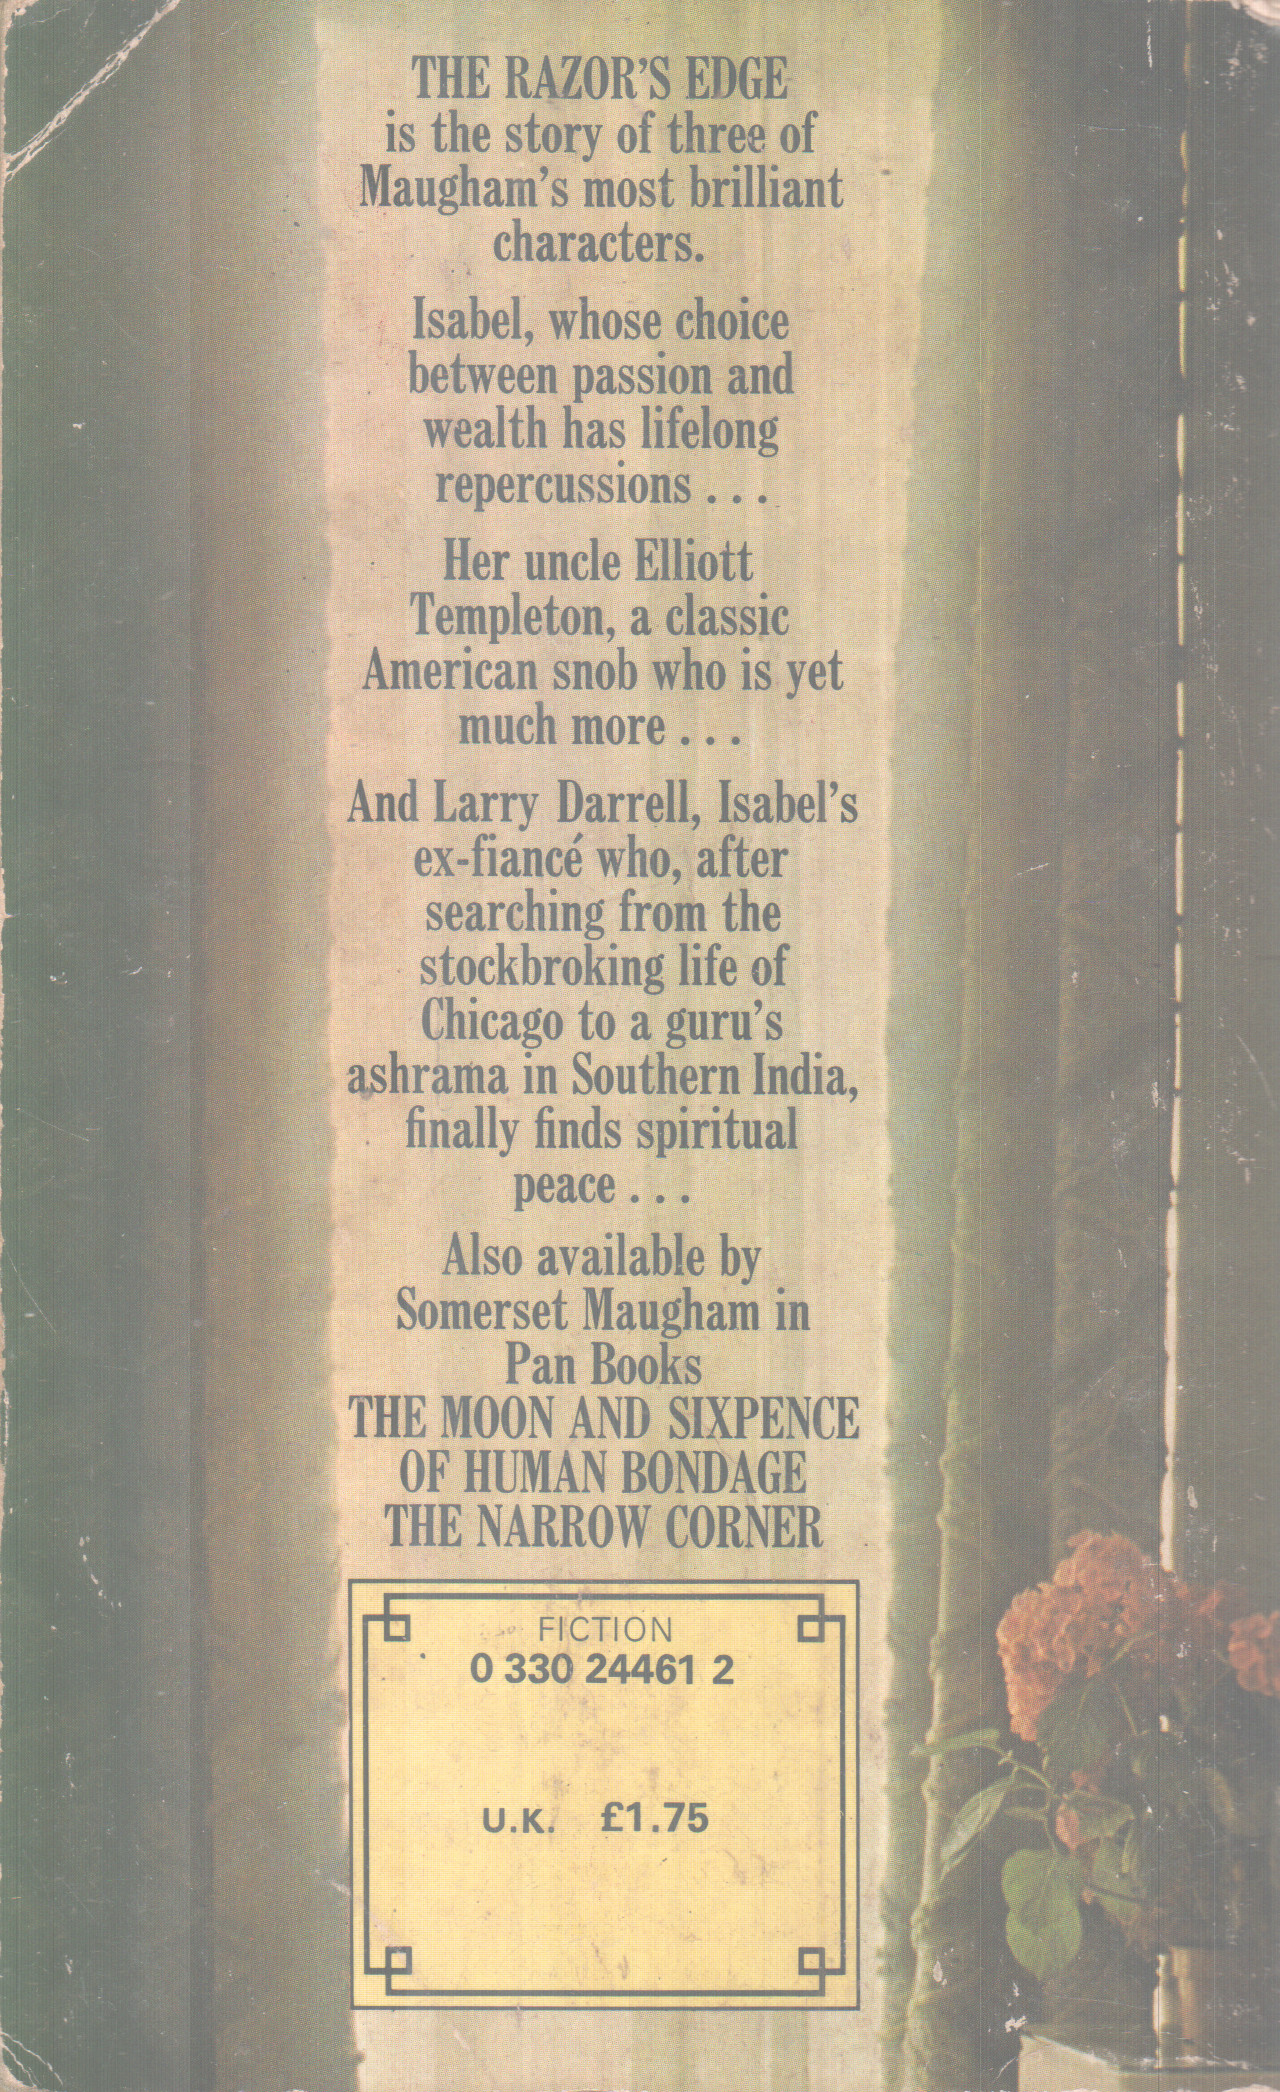 THE RAZOR'S EDGE
is the story of three of
Maugham's most brilliant
characters.
Isabel, whose choice
between passion and
wealth has lifelong
repercussions . . .
Her uncle Elliott
Templeton, a classic
American snob who is yet
much more . . .
And Larry Darrell, Isabel's
ex-fiancé who, after
searching from the
stockbroking life of
Chicago to a guru's
ashrama in Southern India,
finally finds spiritual
peace . . .
Also available by
Somerset Maugham in
Pan Books
THE MOON AND SIXPENCE
OF HUMAN BONDAGE
THE NARROW CORNER
FICTION
0 330 24461 2
U.K. £1.75